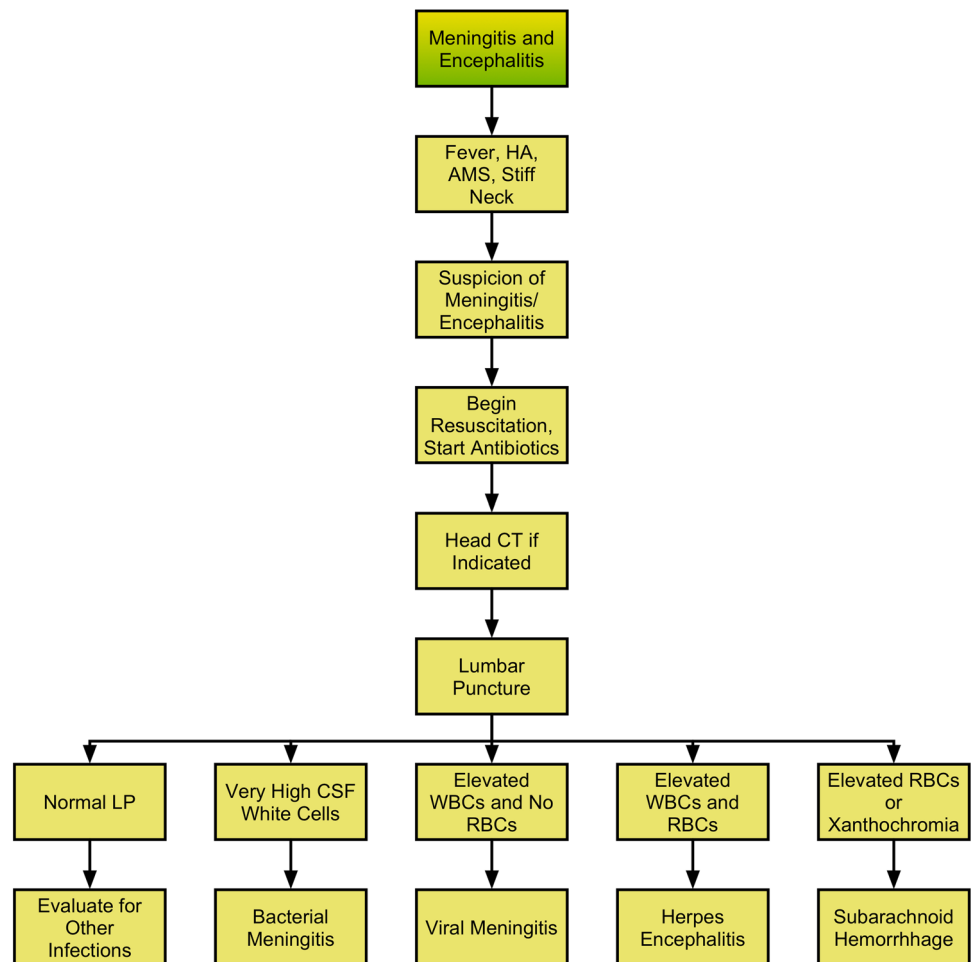 Meningitis and
Encephalitis
Fever, HA,
AMS, Stiff
Neck
Suspicion of
Meningitis/
Encephalitis
Begin
Resuscitation,
Start Antibiotics
Head CT if
Indicated
Lumbar
Puncture
Normal LP
Very High CSF
White Cells
Elevated
WBCs and No
RBCs
Elevated
WBCs and
RBCs
Elevated RBCs
or
Xanthochromia
Evaluate for
Other
Infections
Bacterial
Meningitis
Viral Meningitis
Herpes
Encephalitis
Subarachnoid
Hemorrhhage